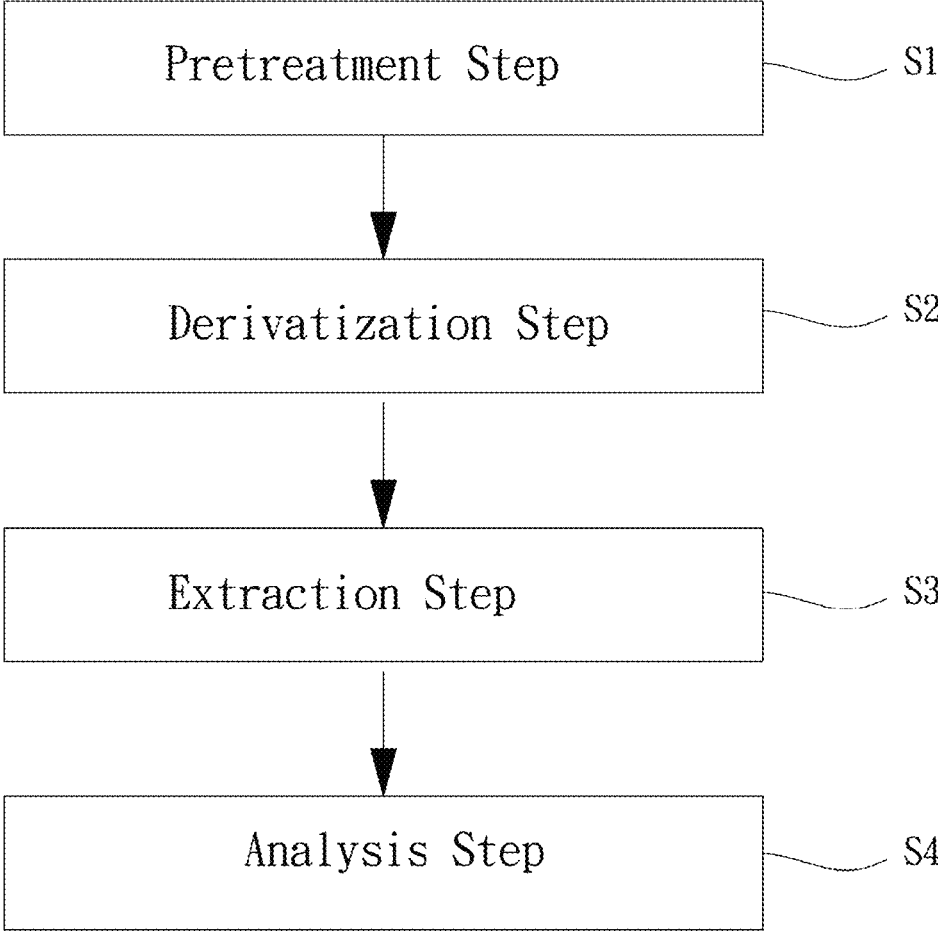 Pretreatment Step
S1
Derivatization Step
S2
Extraction Step
S3
Analysis Step
S4